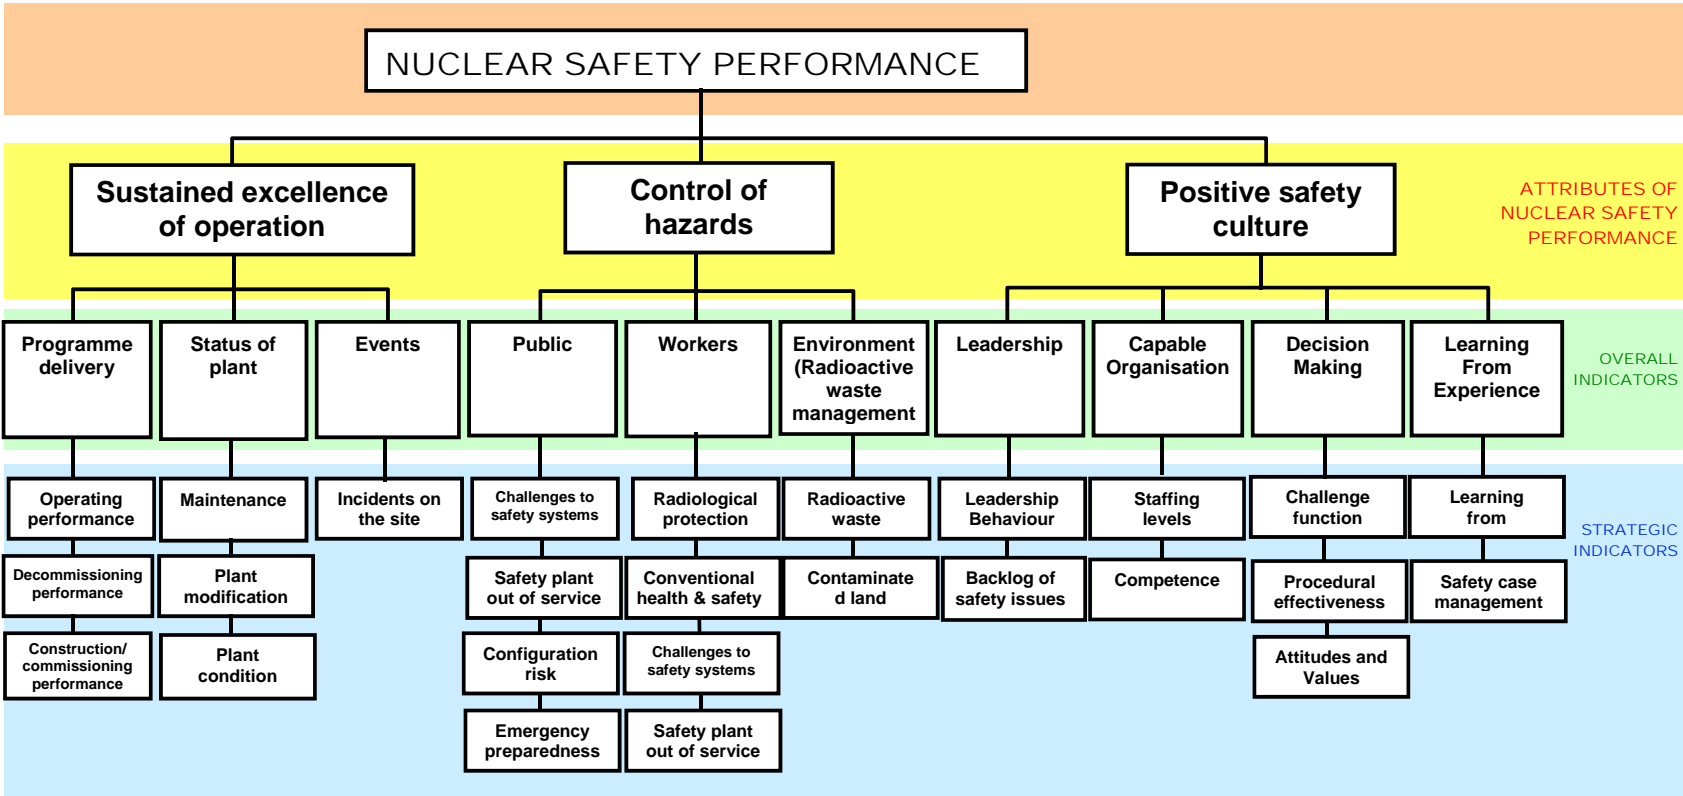 NUCLEAR SAFETY PERFORMANCE
Sustained excellence
of operation
Control of
hazards
Positive safety
culture
ATTRIBUTES OF
NUCLEAR SAFETY
PERFORMANCE
Programme
delivery
Status of
plant
Events
Public
Workers
Environment
(Radioactive
waste
management
Leadership
Capable
Organisation
Decision
Making
Learning
From
Experience
OVERALL
INDICATORS
Operating
performance
Maintenance
Incidents on
the site
Challenges to
safety systems
Radiological
protection
Radioactive
waste
Leadership
Behaviour
Staffing
levels
Challenge
function
Learning
from
STRATEGIC
INDICATORS
Decommissioning
performance
Plant
modification
Safety plant
out of service
Conventional
health & safety
Contaminate
d land
Backlog of
safety issues
Competence
Procedural
effectiveness
Safety case
management
Construction/
commissioning
performance
Plant
condition
Configuration
risk
Challenges to
safety systems
Attitudes and
Values
Emergency
preparedness
Safety plant
out of service